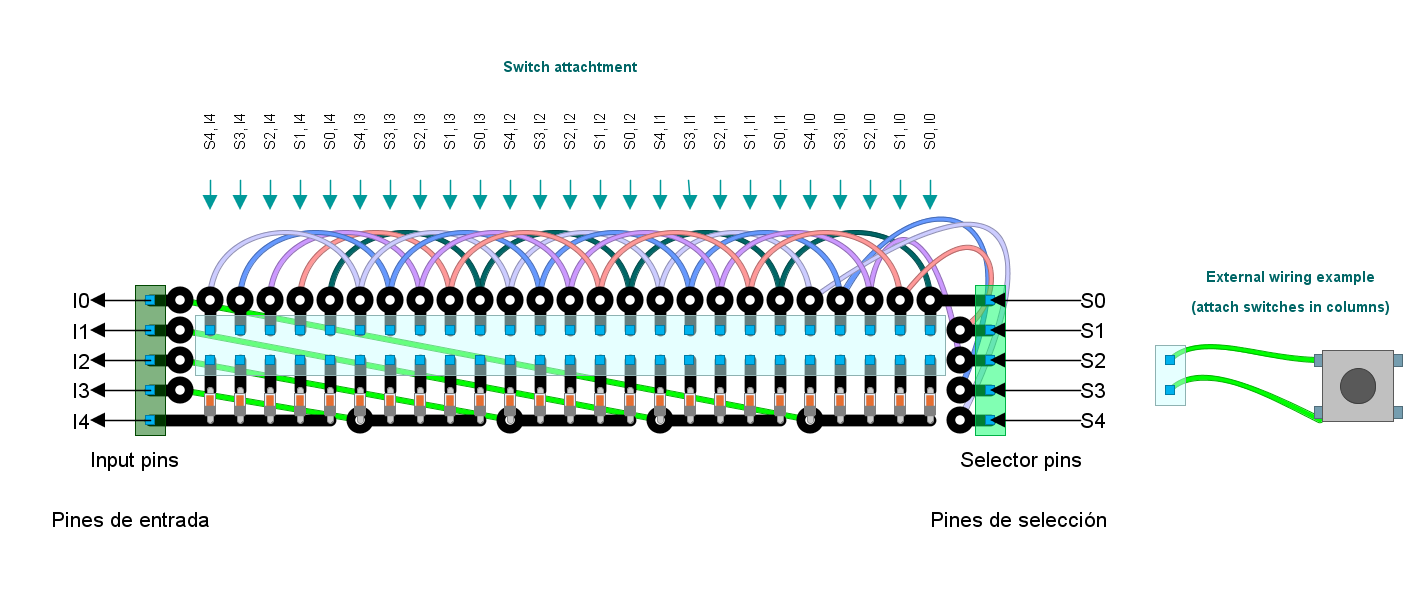 Switch attachtment
S4, I4
S3, I4
S2, I4
S1, I4
S0, I4
S4, I3
S3, I3
S2, I3
S1, I3
S0, I3
S4, I2
S3, I2
S2, I2
S1, I2
S0, I2
S4, I1
S3, I1
S2, I1
S1, I1
S0, I1
S4, I0
S3, I0
S2, I0
S1, I0
S0, I0
I0
I1
I2
I3
I4
S0
S1
S2
S3
S4
External wiring example
(attach switches in columns)
Input pins
Selector pins
Pines de entrada
Pines de selección